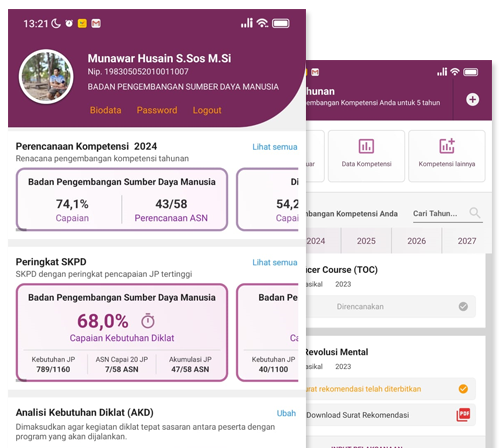 13:21
Munawar Husain S.Sos M.Si
Nip. 198305052010011007
BADAN PENGEMBANGAN SUMBER DAYA MANUSIA
Biodata Password Logout
Perencanaan Kompetensi 2024
Lihat semua
Renacana pengembangan kompetensi tahunan
Badan Pengembangan Sumber Daya Manusia
74,1%
Capaian
43/58
Perencanaan ASN
Di
54,2
Capai
Peringkat SKPD
Lihat semua
SKPD dengan peringkat pencapaian JP tertinggi
Badan Pengembangan Sumber Daya Manusia
68,0%
Capaian Kebutuhan Diklat
Kebutuhan JP
789/1160
ASN Capai 20 JP
7/58 ASN
Akumulasi JP
47/58 ASN
Badan Pe
Ca
Kebutuhan JP
40/1100
Analisi Kebutuhan Diklat (AKD)
Ubah
Dimaksudkan agar kegiatan diklat tepat sasaran antara peserta dengan
program yang akan dijalankan.
hunan
embangan Kompetensi Anda untuk 5 tahun
uar
Data Kompetensi
Kompetensi lainnya
mbangan Kompetensi Anda
Cari Tahun...
2024 2025 2026 2027
cer Course (TOC)
asikal 2023
Direncanakan
Revolusi Mental
asikal 2023
urat rekomendasi telah diterbitkan
Download Surat Rekomendasi
PDF